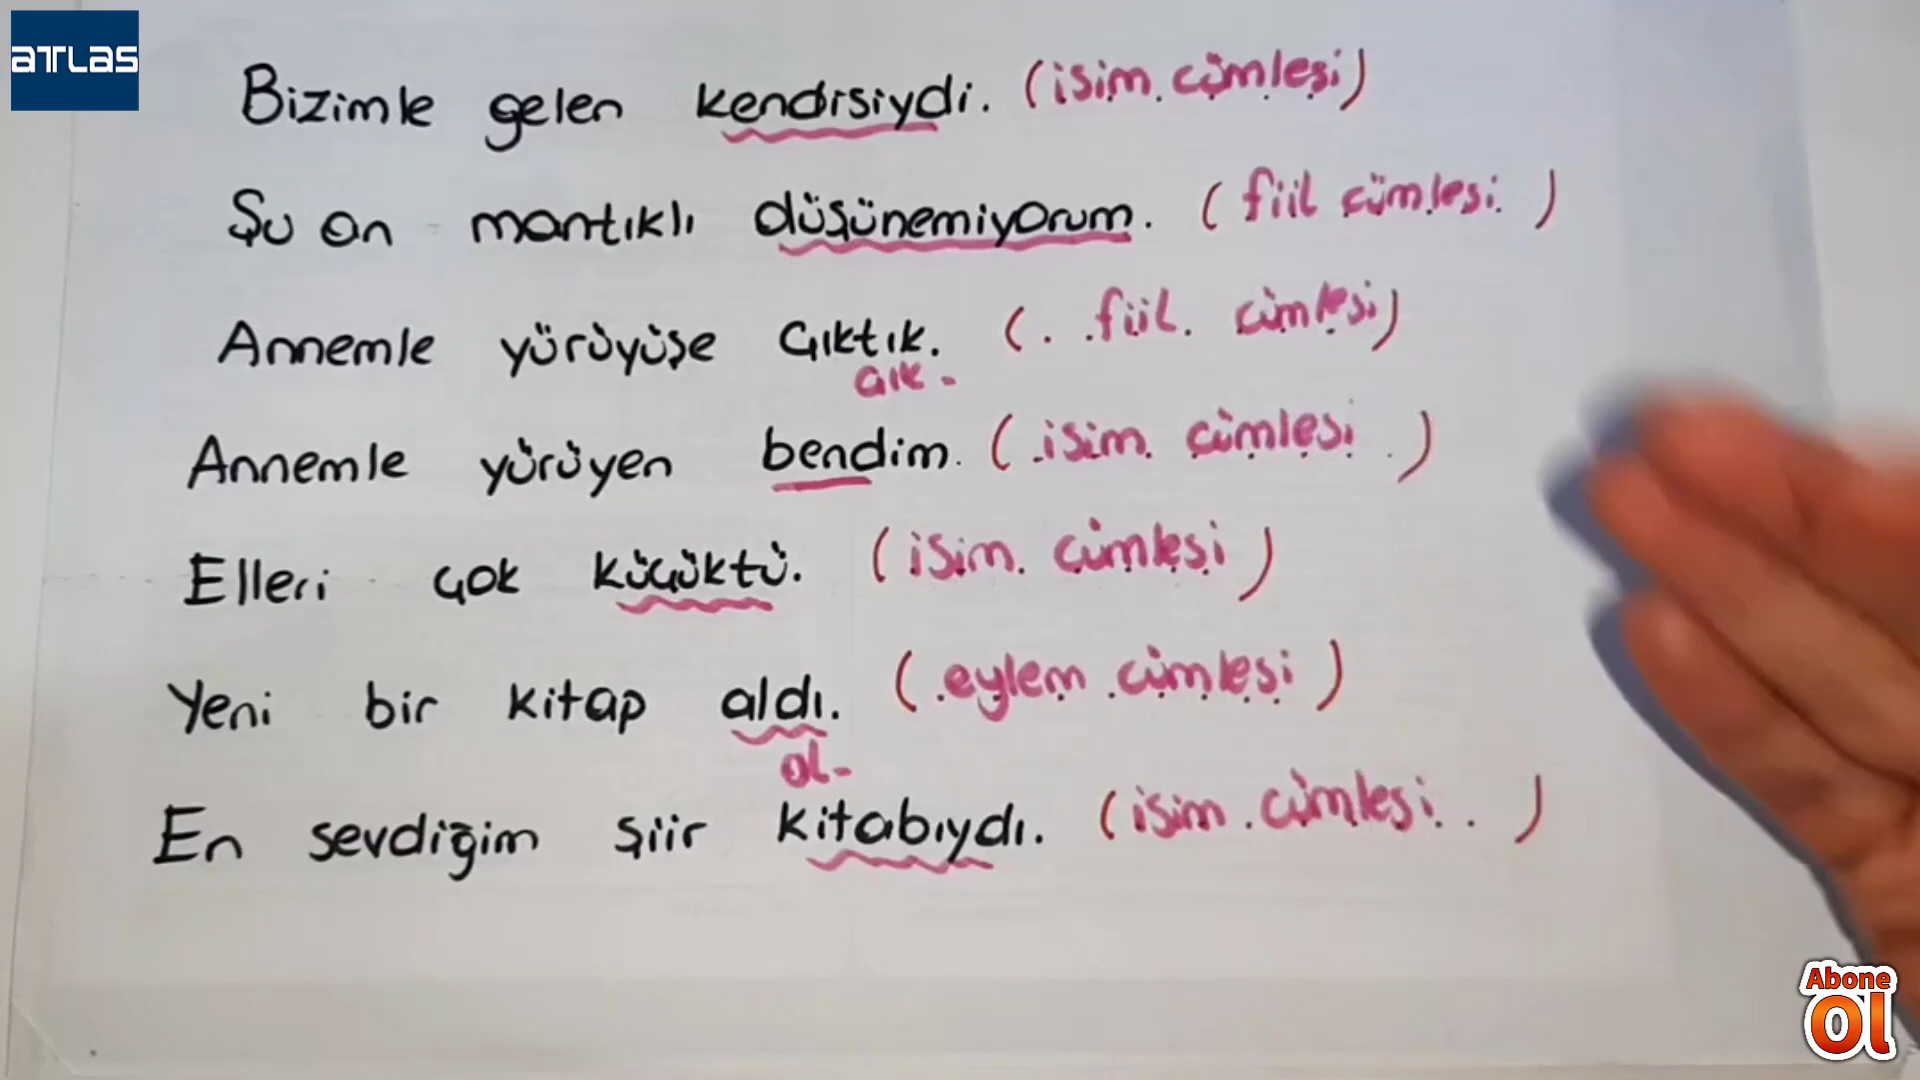 ATLAS
Bizimle gelen kendisiydi. (isim cümlesi)
Şu an mantıklı düşünemiyorum. (fiil cümlesi)
Annemle yürüyüşe çıktık. (fiil cümlesi)
çık-
Annemle yürüyen bendim. (isim cümlesi)
Elleri çok küçüktü. (isim cümlesi)
Yeni bir kitap aldı. (eylem cümlesi)
al-
En sevdiğim şiir kitabıydı. (isim cümlesi)
Abone
Ol